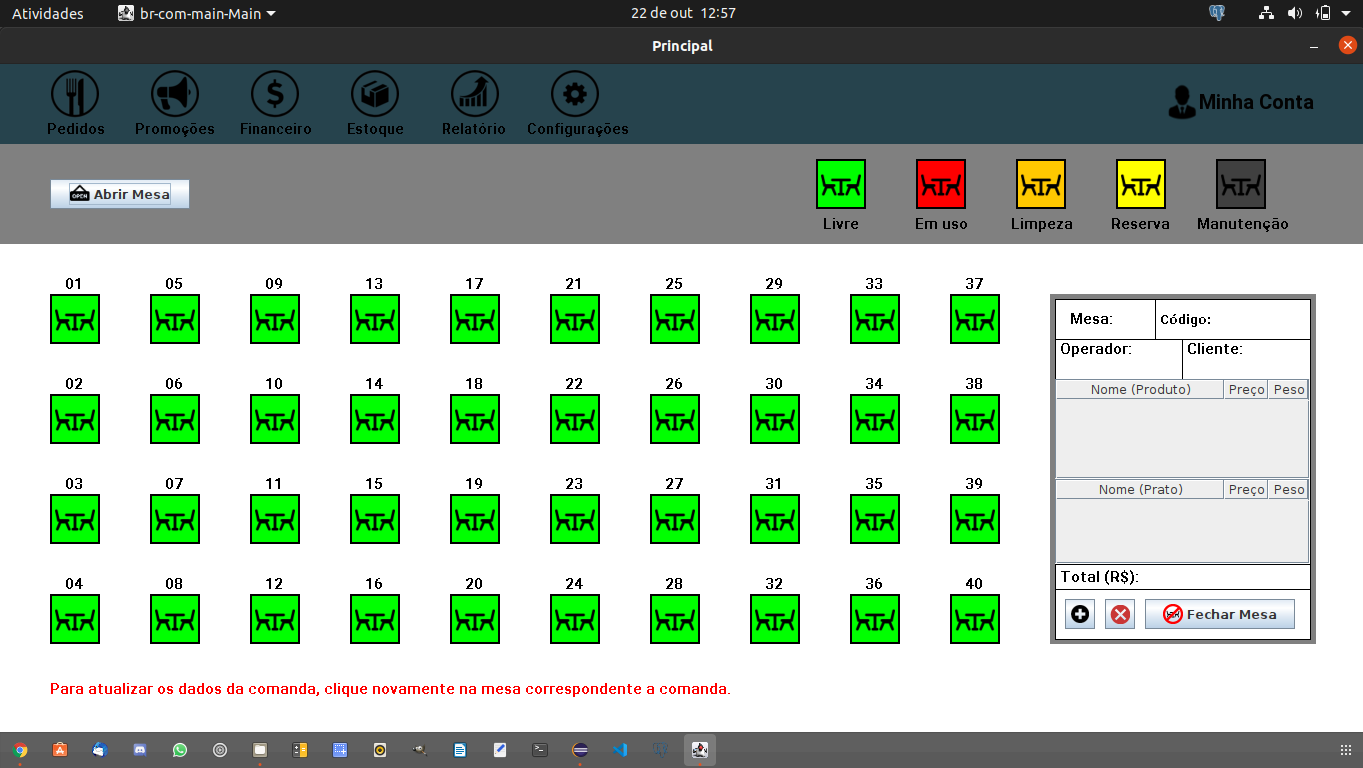 Atividades br-com-main-Main 22 de out 12:57
Principal
Pedidos Promoções Financeiro Estoque Relatório Configurações Minha Conta
OPEN Abrir Mesa
Livre Em uso Limpeza Reserva Manutenção
01 05 09 13 17 21 25 29 33 37
02 06 10 14 18 22 26 30 34 38
03 07 11 15 19 23 27 31 35 39
04 08 12 16 20 24 28 32 36 40
Mesa: Código:
Operador: Cliente:
Nome (Produto) Preço Peso
Nome (Prato) Preço Peso
Total (R$):
Fechar Mesa
Para atualizar os dados da comanda, clique novamente na mesa correspondente a comanda.